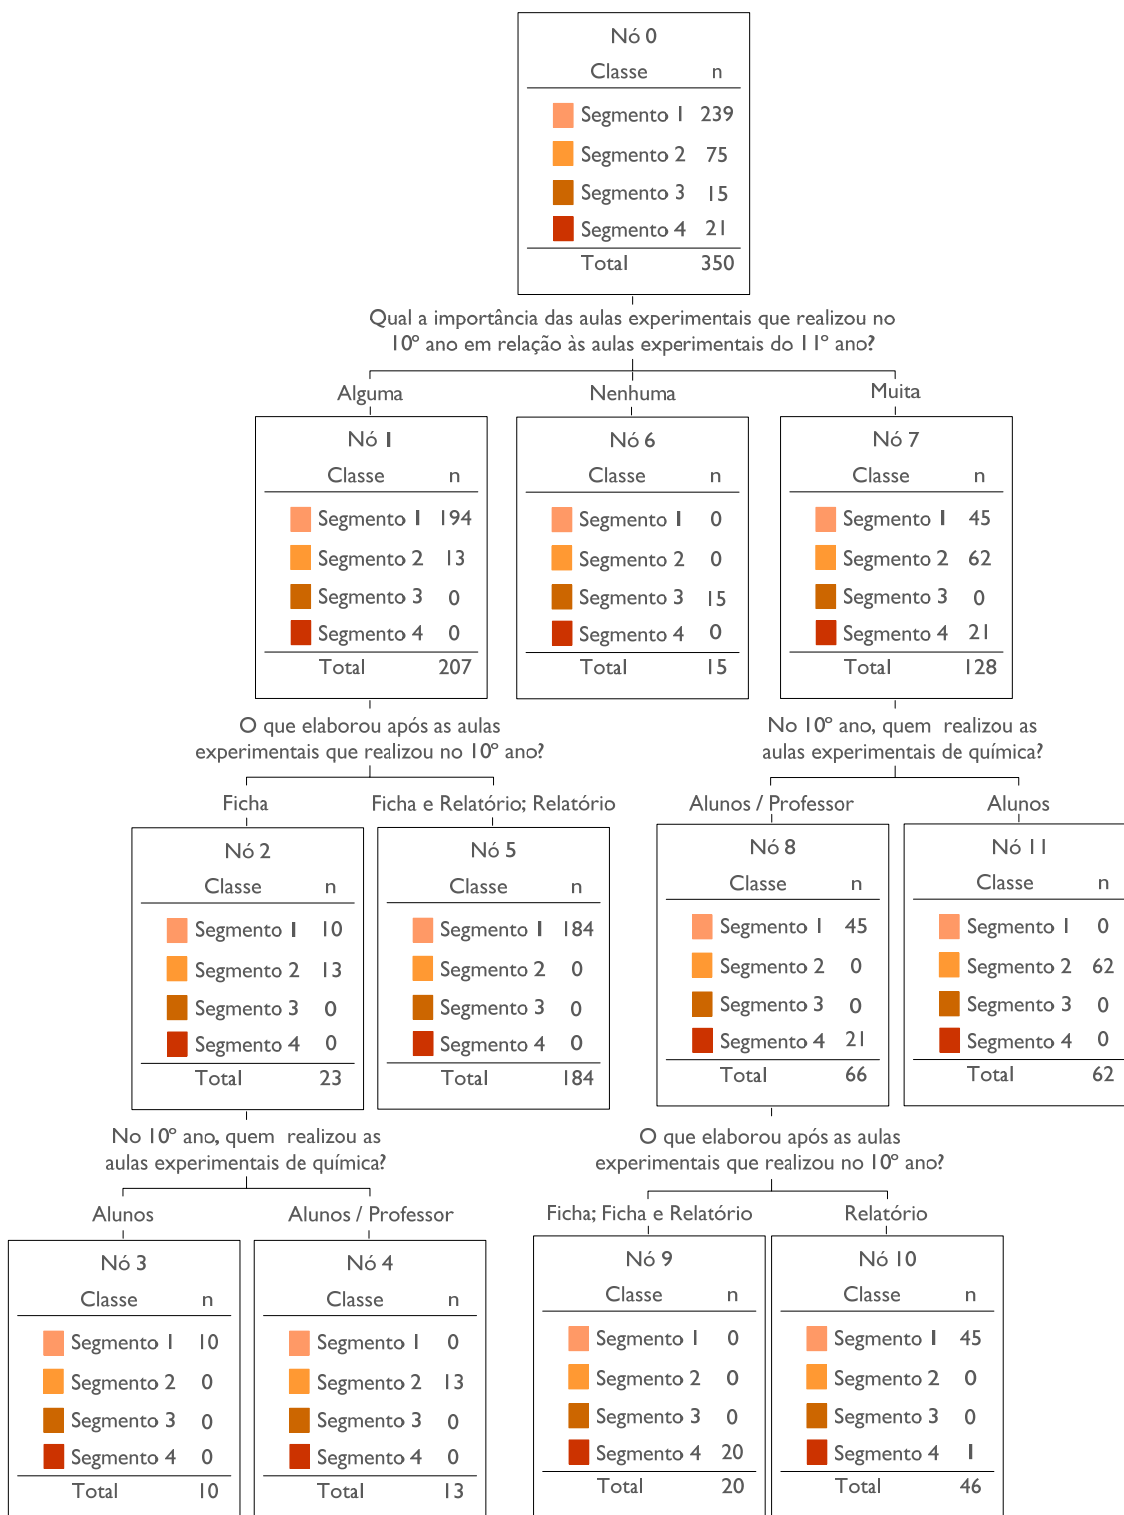 Nó 0
Classe n
Segmento 1 239
Segmento 2 75
Segmento 3 15
Segmento 4 21
Total 350
Qual a importância das aulas experimentais que realizou no
10º ano em relação às aulas experimentais do 11º ano?
Alguma
Nenhuma
Muita
Nó 1
Classe n
Segmento 1 194
Segmento 2 13
Segmento 3 0
Segmento 4 0
Total 207
Nó 6
Classe n
Segmento 1 0
Segmento 2 0
Segmento 3 15
Segmento 4 0
Total 15
Nó 7
Classe n
Segmento 1 45
Segmento 2 62
Segmento 3 0
Segmento 4 21
Total 128
O que elaborou após as aulas
experimentais que realizou no 10º ano?
No 10º ano, quem realizou as
aulas experimentais de química?
Ficha
Ficha e Relatório; Relatório
Alunos / Professor
Alunos
Nó 2
Classe n
Segmento 1 10
Segmento 2 13
Segmento 3 0
Segmento 4 0
Total 23
Nó 5
Classe n
Segmento 1 184
Segmento 2 0
Segmento 3 0
Segmento 4 0
Total 184
Nó 8
Classe n
Segmento 1 45
Segmento 2 0
Segmento 3 0
Segmento 4 21
Total 66
Nó 11
Classe n
Segmento 1 0
Segmento 2 62
Segmento 3 0
Segmento 4 0
Total 62
No 10º ano, quem realizou as
aulas experimentais de química?
O que elaborou após as aulas
experimentais que realizou no 10º ano?
Alunos
Alunos / Professor
Ficha; Ficha e Relatório
Relatório
Nó 3
Classe n
Segmento 1 10
Segmento 2 0
Segmento 3 0
Segmento 4 0
Total 10
Nó 4
Classe n
Segmento 1 0
Segmento 2 13
Segmento 3 0
Segmento 4 0
Total 13
Nó 9
Classe n
Segmento 1 0
Segmento 2 0
Segmento 3 0
Segmento 4 20
Total 20
Nó 10
Classe n
Segmento 1 45
Segmento 2 0
Segmento 3 0
Segmento 4 1
Total 46